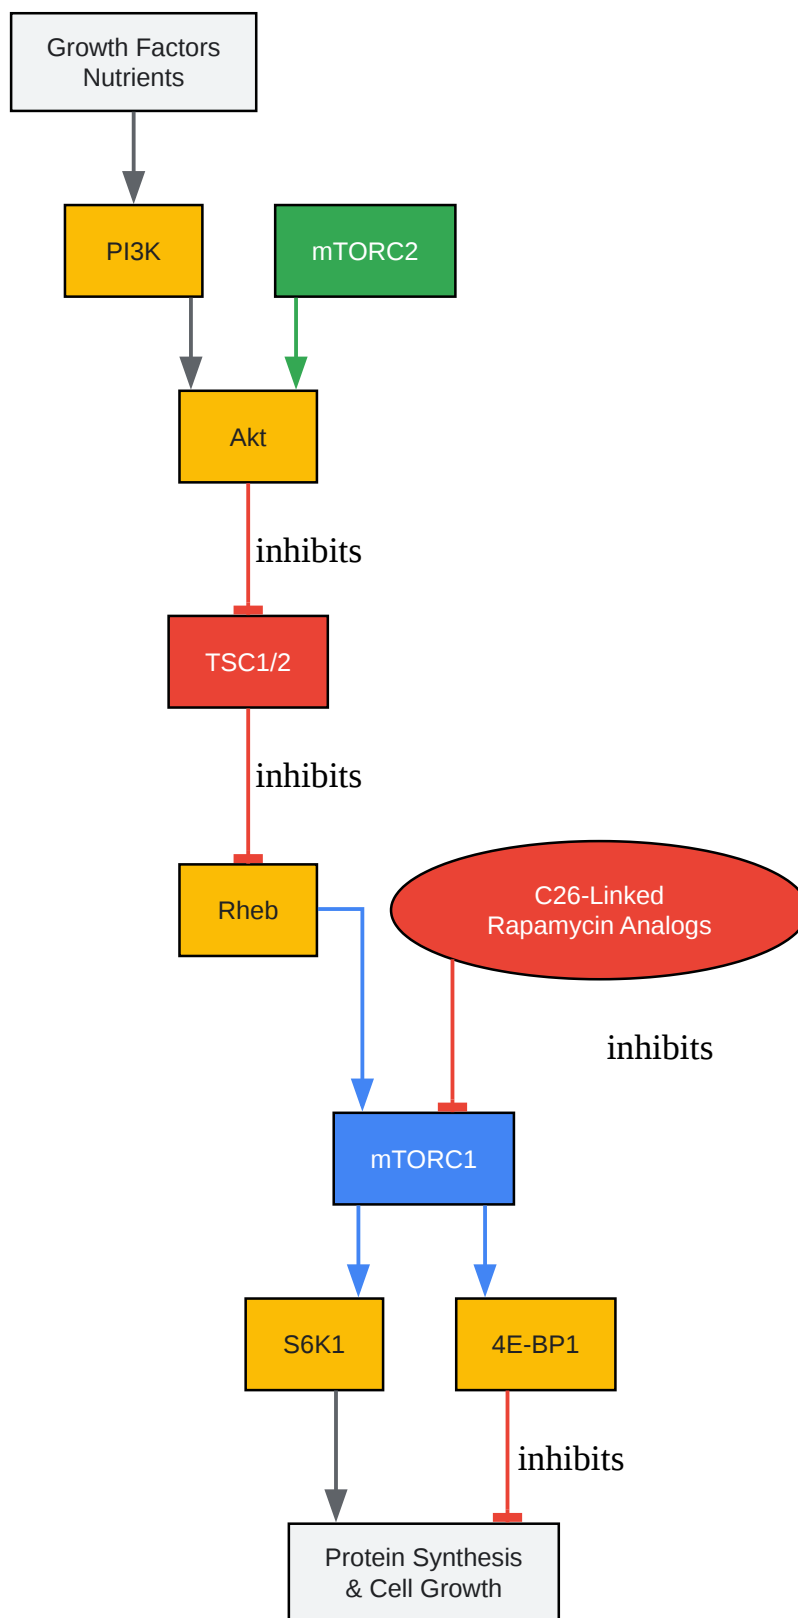 Growth Factors
Nutrients
PI3K
mTORC2
Akt
inhibits
TSC1/2
inhibits
Rheb
C26-Linked
Rapamycin Analogs
inhibits
mTORC1
S6K1
4E-BP1
inhibits
Protein Synthesis
& Cell Growth